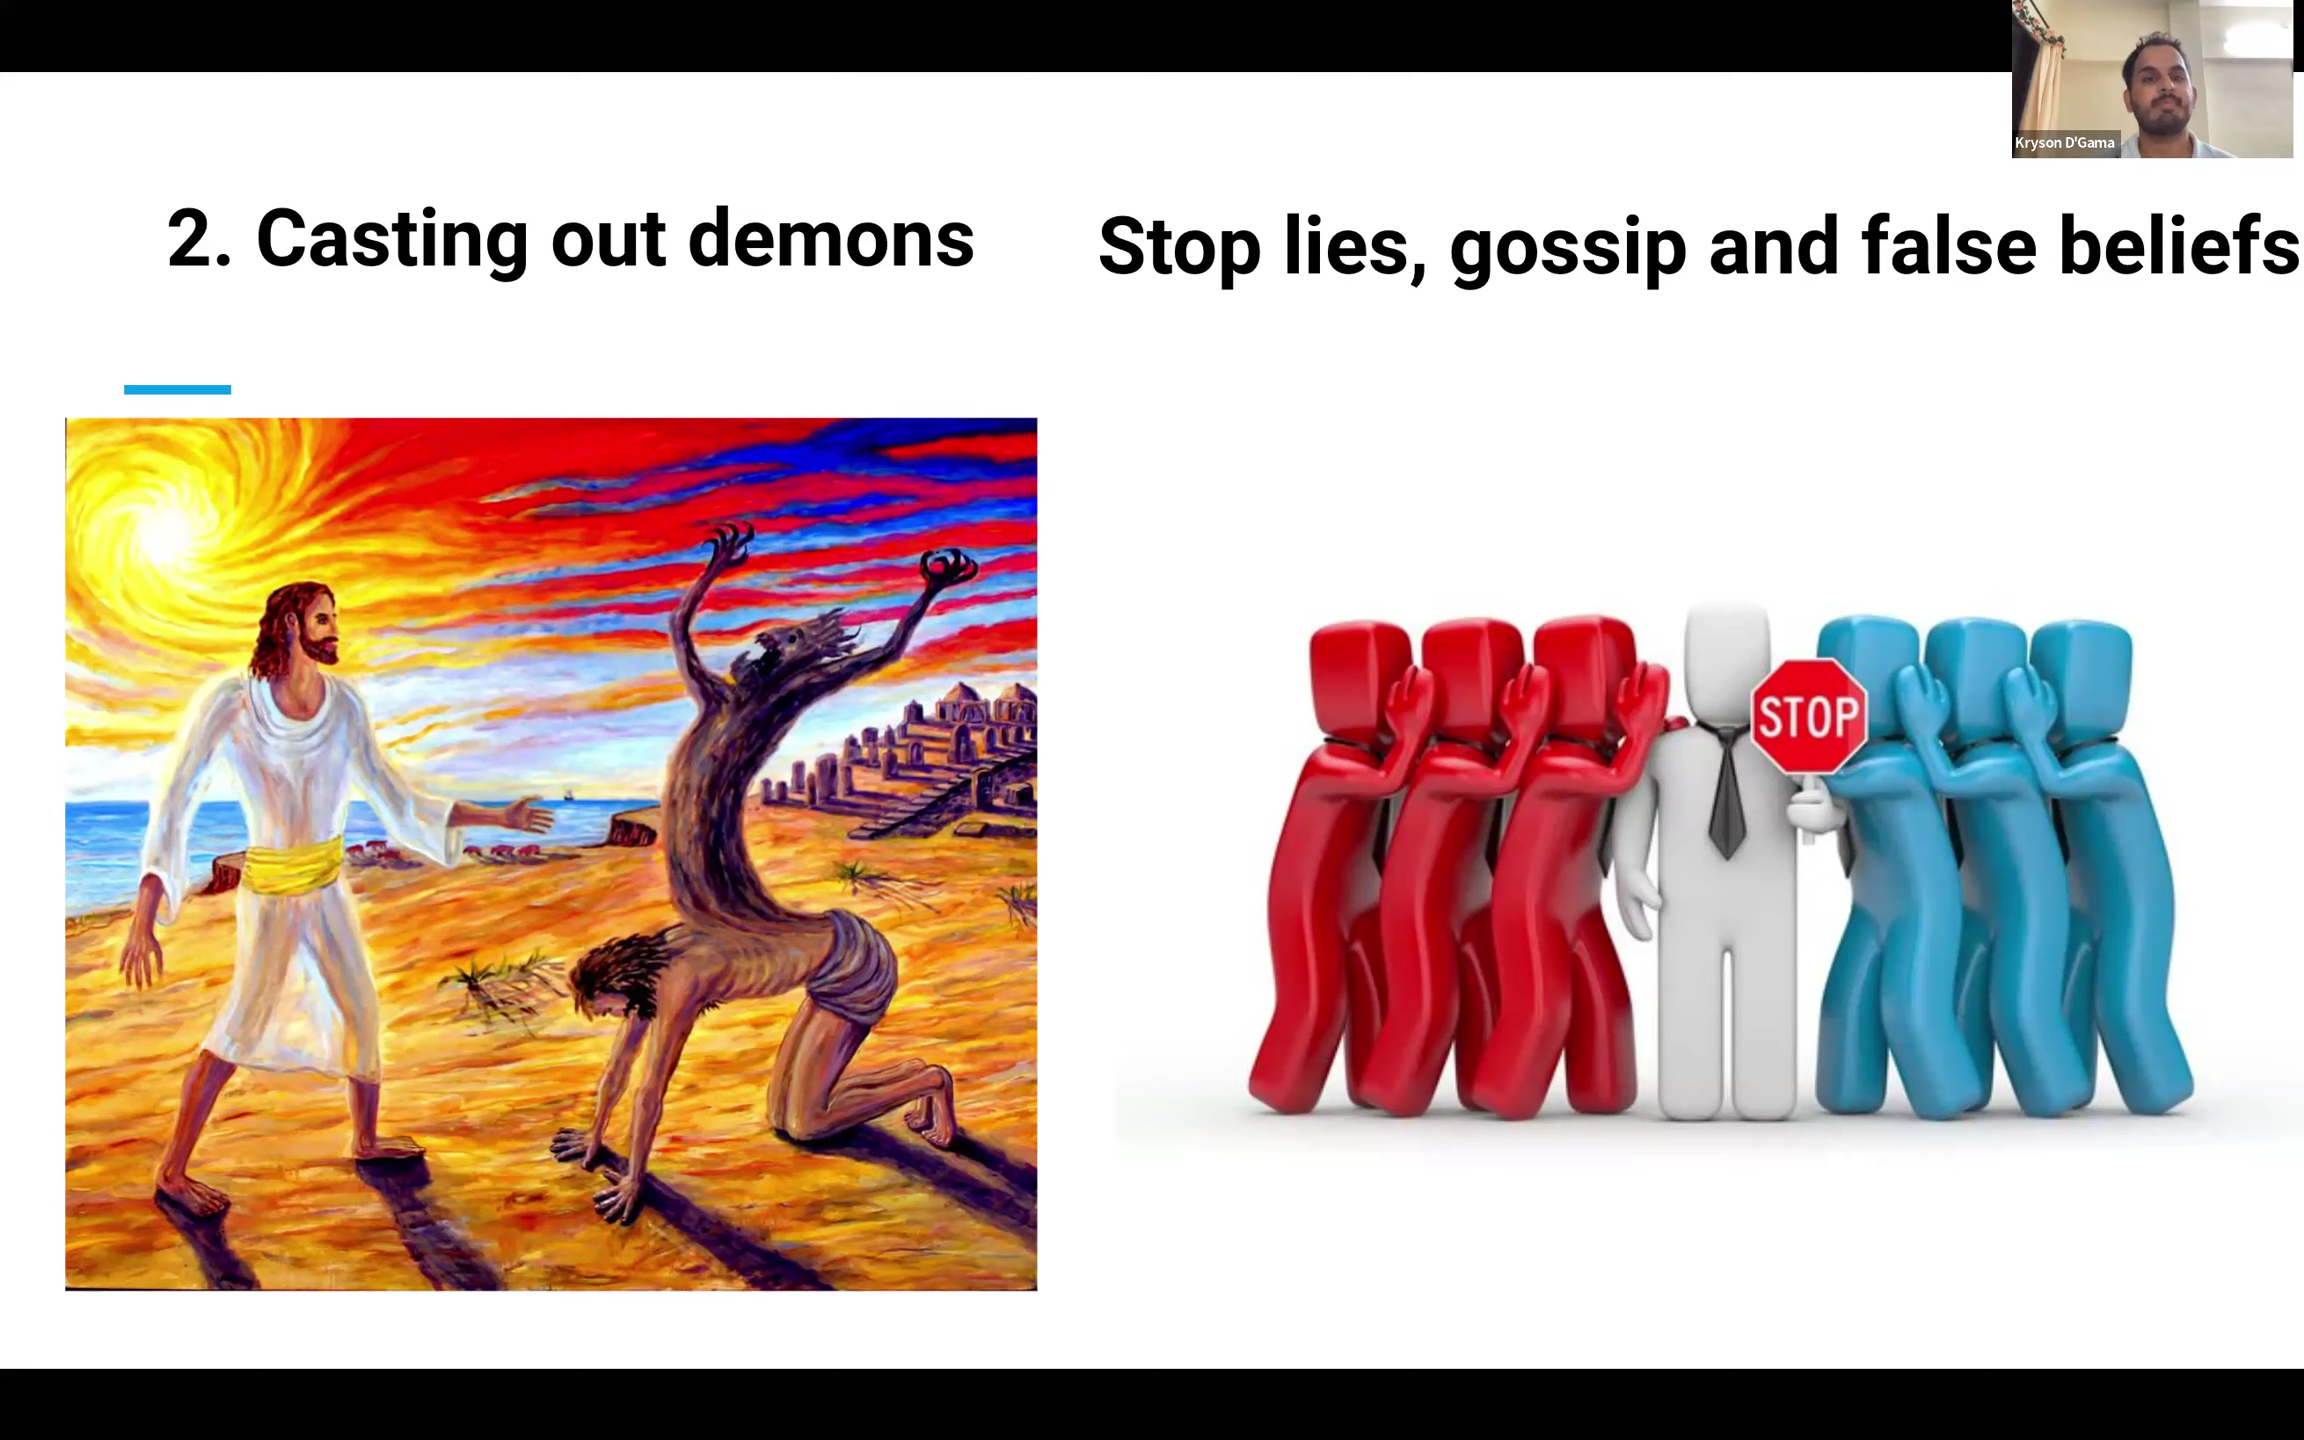 Kryson D'Gama
2. Casting out demons
Stop lies, gossip and false beliefs
STOP